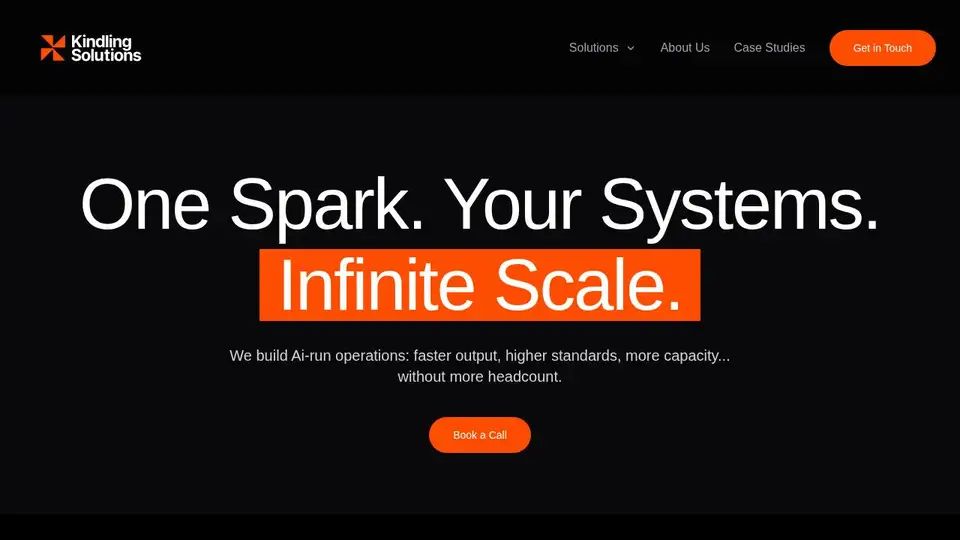 Kindling
Solutions
Solutions
About Us
Case Studies
Get in Touch
One Spark. Your Systems.
Infinite Scale.
We build Ai-run operations: faster output, higher standards, more capacity...
without more headcount.
Book a Call